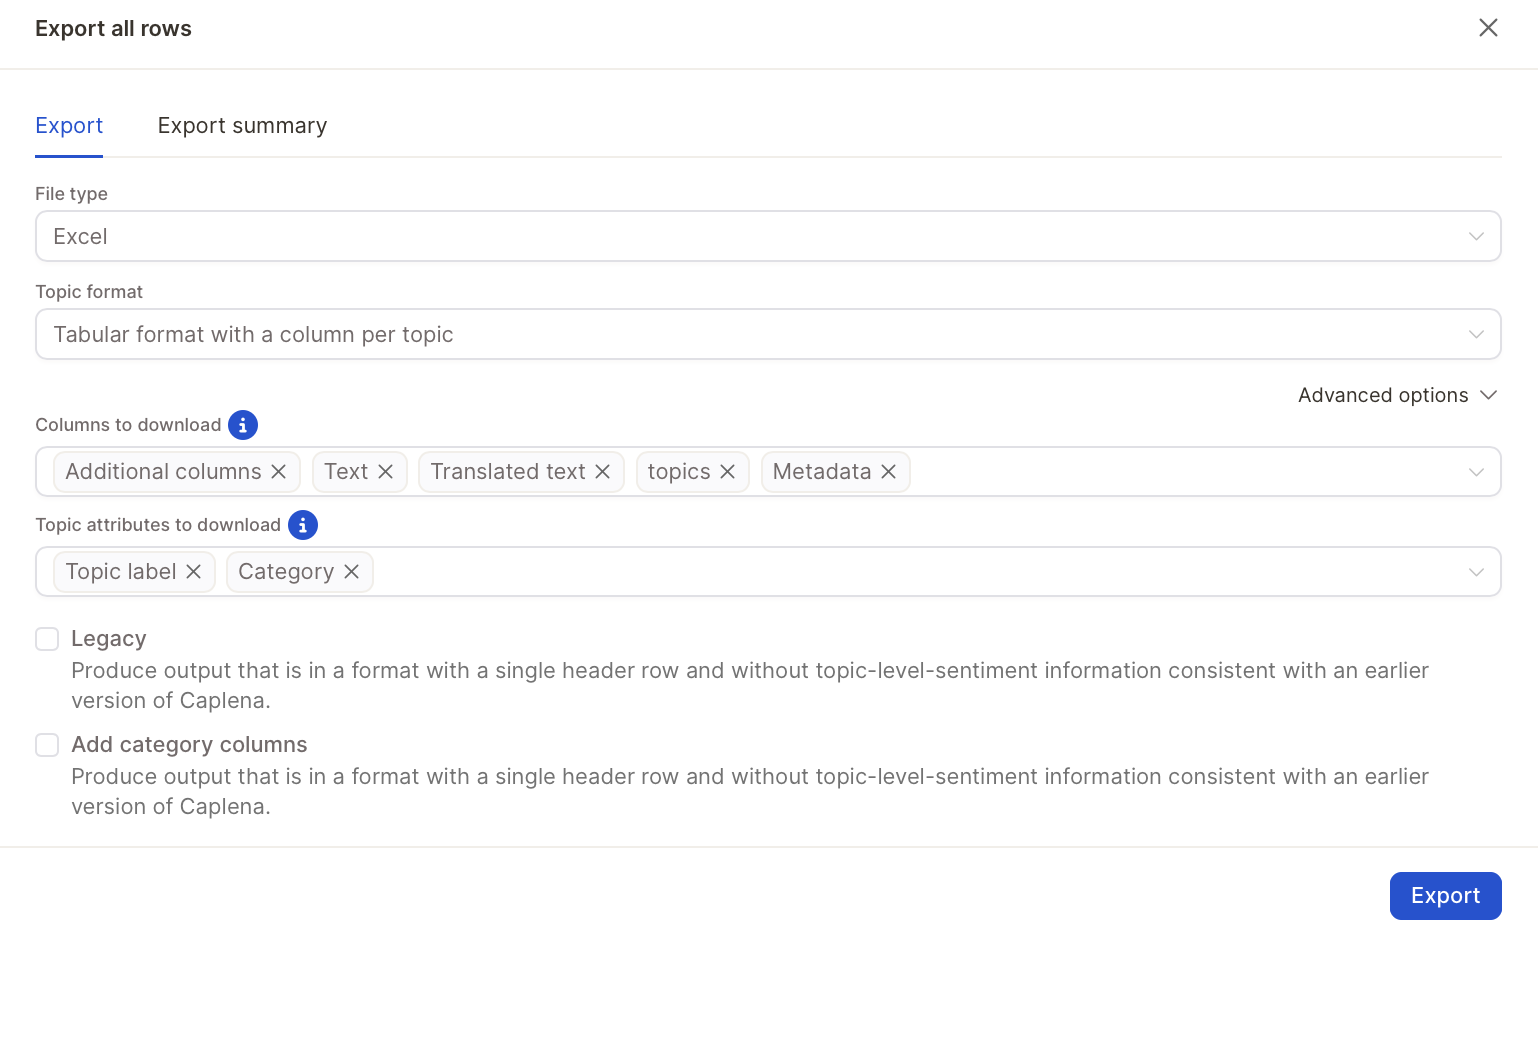 Export all rows
Export
Export summary
File type
Excel
Topic format
Tabular format with a column per topic
Advanced options
Columns to download
Additional columns
Text
Translated text
topics
Metadata
Topic attributes to download
Topic label
Category
Legacy
Produce output that is in a format with a single header row and without topic-level-sentiment information consistent with an earlier
version of Caplena.
Add category columns
Produce output that is in a format with a single header row and without topic-level-sentiment information consistent with an earlier
version of Caplena.
Export